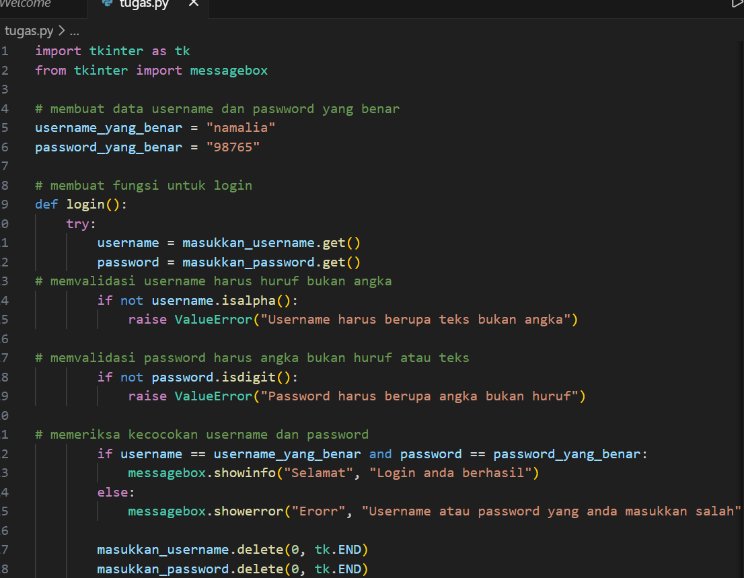 Welcome tugas.py ×
tugas.py > ...
1 import tkinter as tk
2 from tkinter import messagebox
3
4 # membuat data username dan paswword yang benar
5 username_yang_benar = "namalia"
6 password_yang_benar = "98765"
7
8 # membuat fungsi untuk login
9 def login():
0 try:
1 username = masukkan_username.get()
2 password = masukkan_password.get()
3 # memvalidasi username harus huruf bukan angka
4 if not username.isalpha():
5 raise ValueError("Username harus berupa teks bukan angka")
6
7 # memvalidasi password harus angka bukan huruf atau teks
8 if not password.isdigit():
9 raise ValueError("Password harus berupa angka bukan huruf")
0
1 # memeriksa kecocokan username dan password
2 if username == username_yang_benar and password == password_yang_benar:
3 messagebox.showinfo("Selamat", "Login anda berhasil")
4 else:
5 messagebox.showerror("Erorr", "Username atau password yang anda masukkan salah"
6
7 masukkan_username.delete(0, tk.END)
8 masukkan_password.delete(0, tk.END)